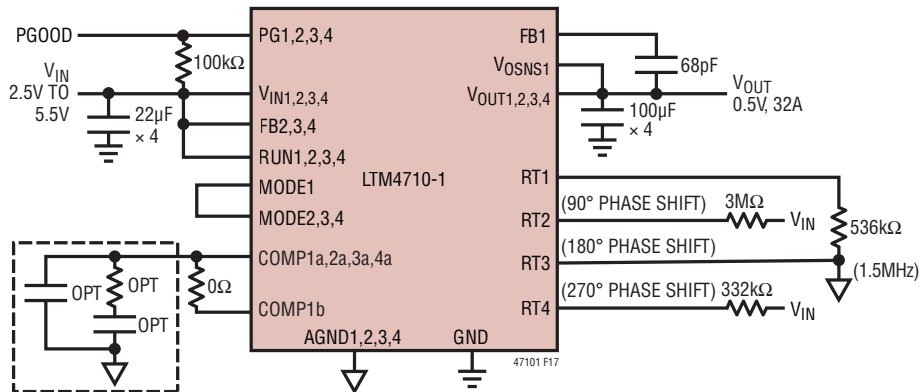 PGOOD
PG1,2,3,4
FB1
100kΩ
VOSNS1
68pF
VIN
2.5V TO
5.5V
VIN1,2,3,4
VOUT1,2,3,4
VOUT
0.5V, 32A
22µF
× 4
100µF
× 4
FB2,3,4
RUN1,2,3,4
LTM4710-1
RT1
MODE1
MODE2,3,4
(90° PHASE SHIFT)
3MΩ
RT2
VIN
536kΩ
COMP1a,2a,3a,4a
(180° PHASE SHIFT)
RT3
(1.5MHz)
OPT
OPT
OPT
0Ω
COMP1b
(270° PHASE SHIFT)
332kΩ
RT4
VIN
AGND1,2,3,4
GND
47101 F17